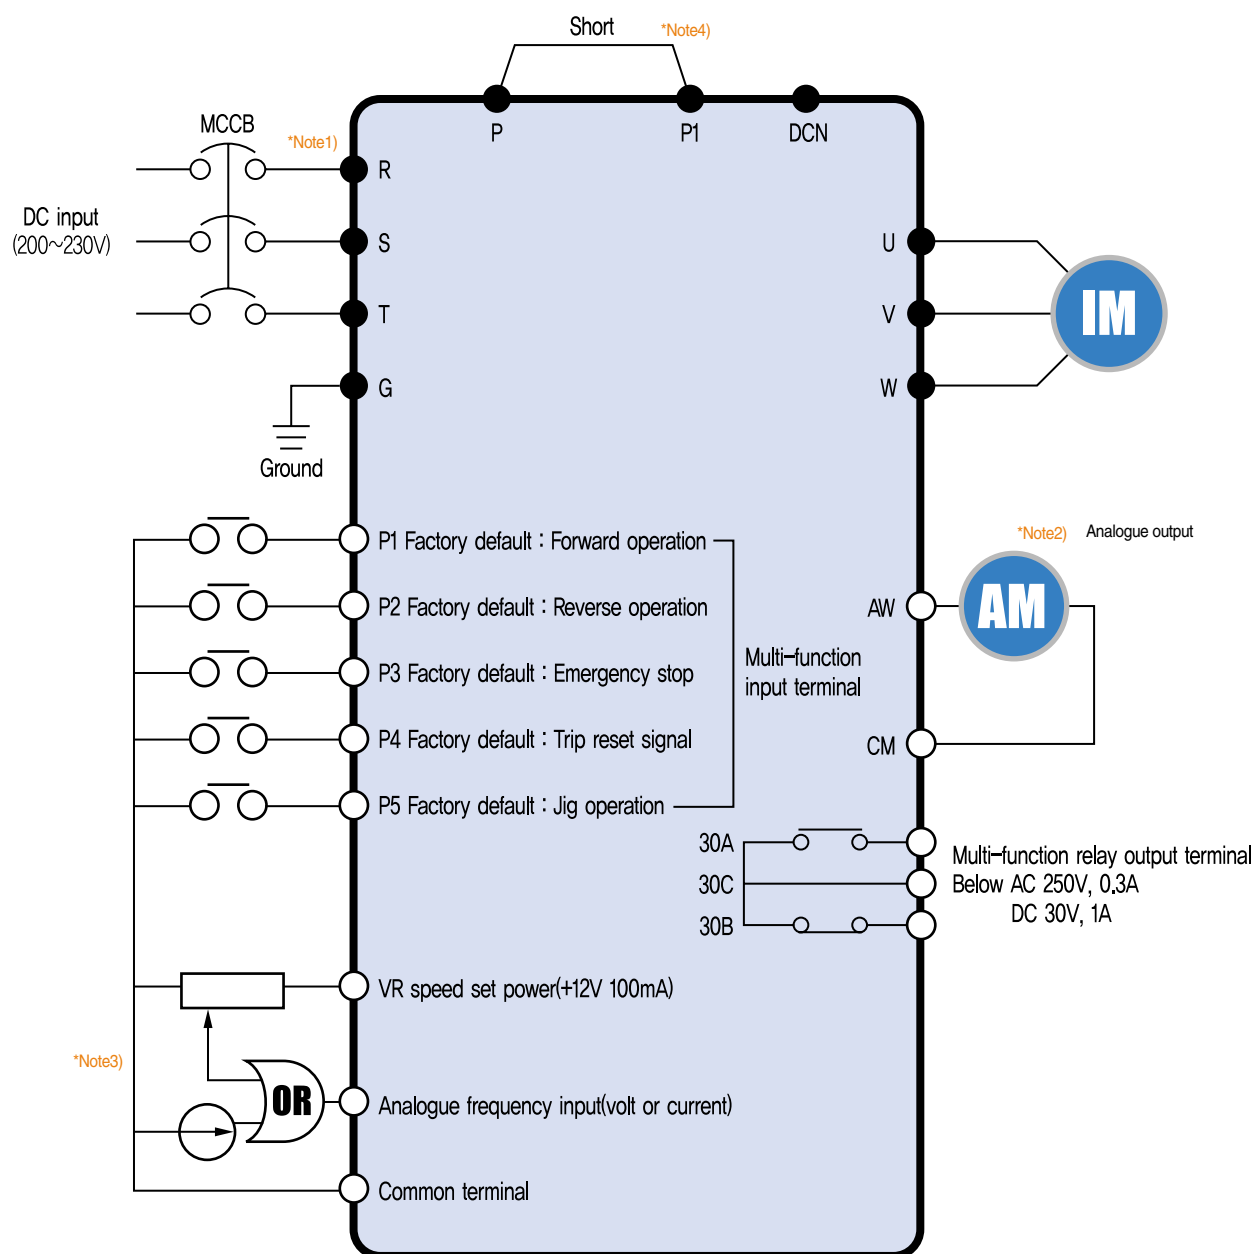 Short
*Note4)
MCCB
*Note1)
P
P1
DCN
R
DC input
(200~230V)
S
T
G
Ground
U
V
W
IM
P1 Factory default : Forward operation
P2 Factory default : Reverse operation
P3 Factory default : Emergency stop
P4 Factory default : Trip reset signal
P5 Factory default : Jig operation
Multi-function
input terminal
*Note2)
Analogue output
AW
AM
CM
30A
30C
30B
Multi-function relay output terminal
Below AC 250V, 0.3A
DC 30V, 1A
VR speed set power(+12V 100mA)
*Note3)
OR
Analogue frequency input(volt or current)
Common terminal